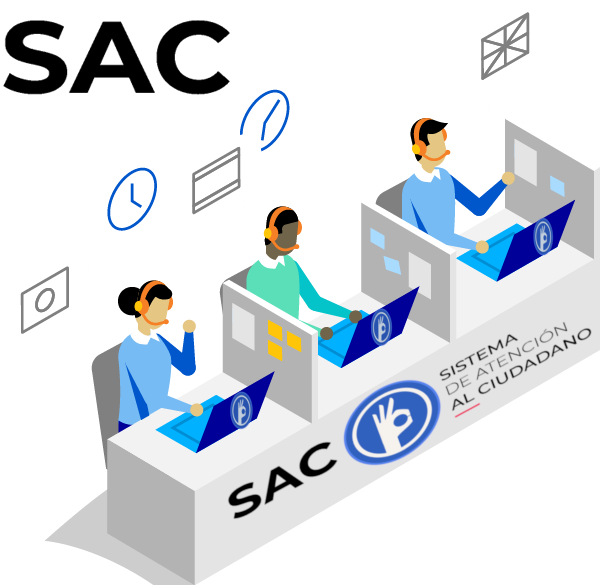 SAC
SAC
SISTEMA
DE ATENCIÓN
AL CIUDADANO